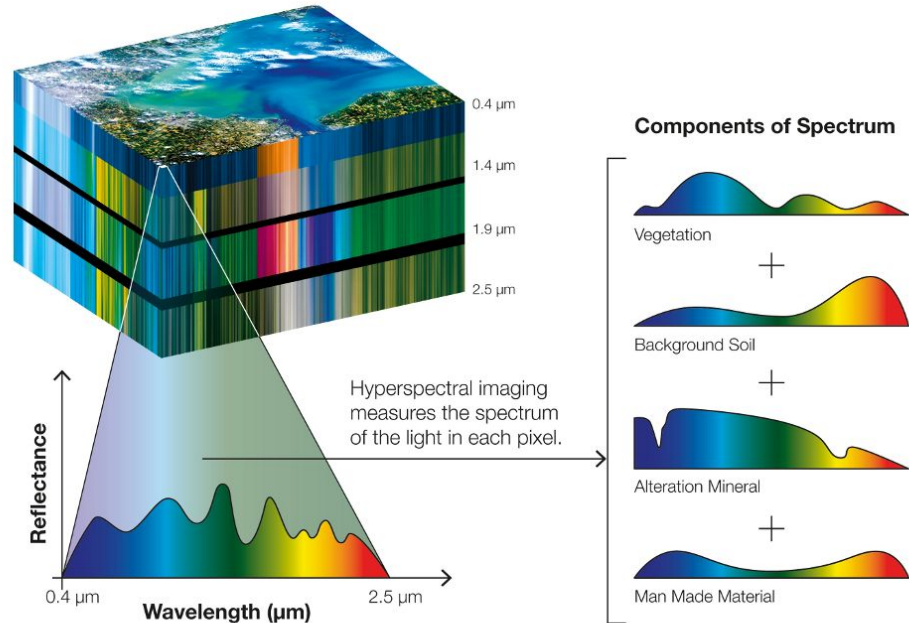 0.4 µm
1.4 µm
1.9 µm
2.5 µm
Components of Spectrum
Vegetation
+
Background Soil
+
Alteration Mineral
+
Man Made Material
Hyperspectral imaging
measures the spectrum
of the light in each pixel.
Reflectance
0.4 µm
2.5 µm
Wavelength (µm)